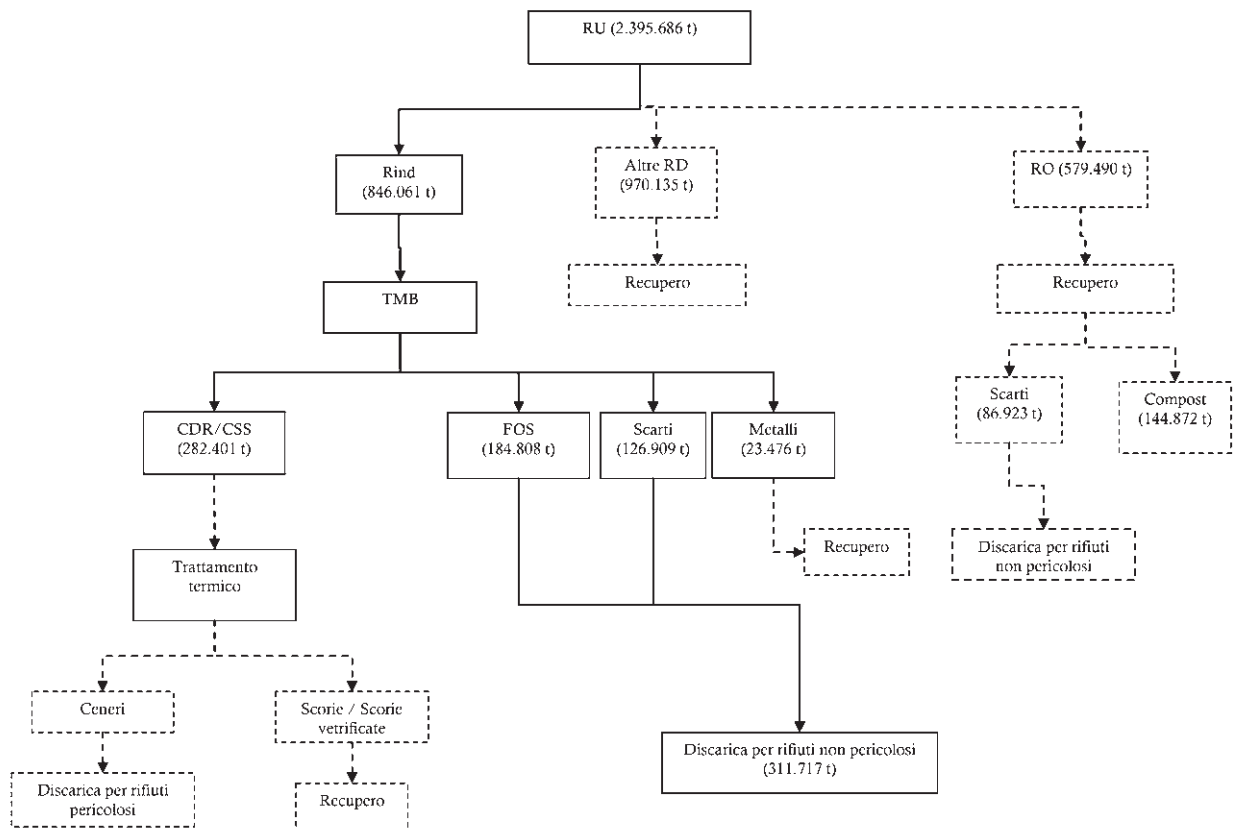 RU (2.395.686 t)
Rind
(846.061 t)
Altre RD
(970.135 t)
RO (579.490 t)
TMB
Recupero
Recupero
CDR/CSS
(282.401 t)
FOS
(184.808 t)
Scarti
(126.909 t)
Metalli
(23.476 t)
Scarti
(86.923 t)
Compost
(144.872 t)
Trattamento
termico
Recupero
Discarica per rifiuti
non pericolosi
Ceneri
Scorie / Scorie
vetrificate
Discarica per rifiuti non pericolosi
(311.717 t)
Discarica per rifiuti
pericolosi
Recupero